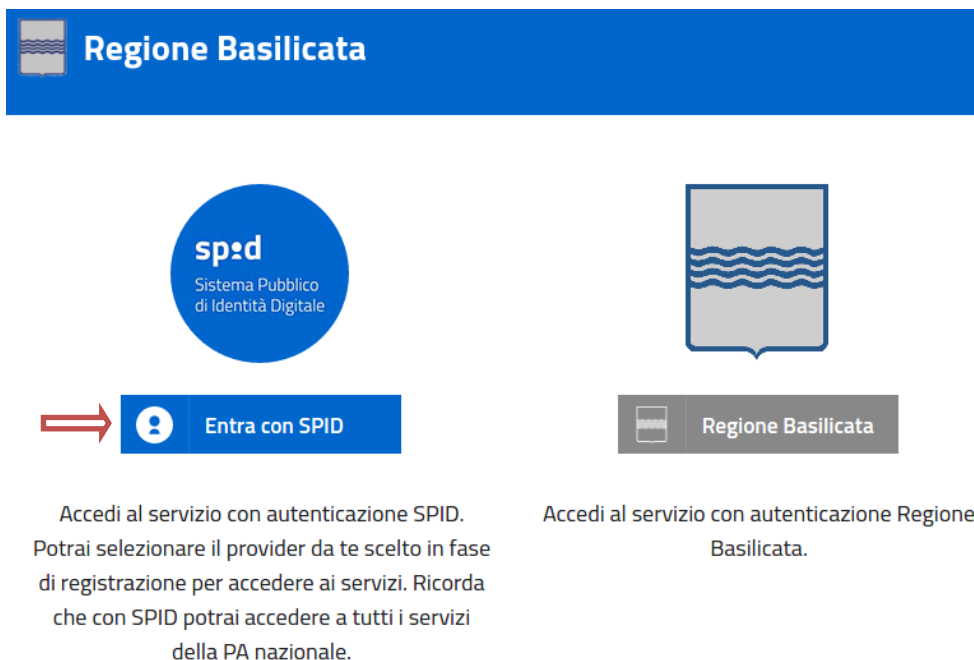 Regione Basilicata
spid
Sistema Pubblico
di Identità Digitale
Entra con SPID
Accedi al servizio con autenticazione SPID.
Potrai selezionare il provider da te scelto in fase
di registrazione per accedere ai servizi. Ricorda
che con SPID potrai accedere a tutti i servizi
della PA nazionale.
Regione Basilicata
Accedi al servizio con autenticazione Regione
Basilicata.